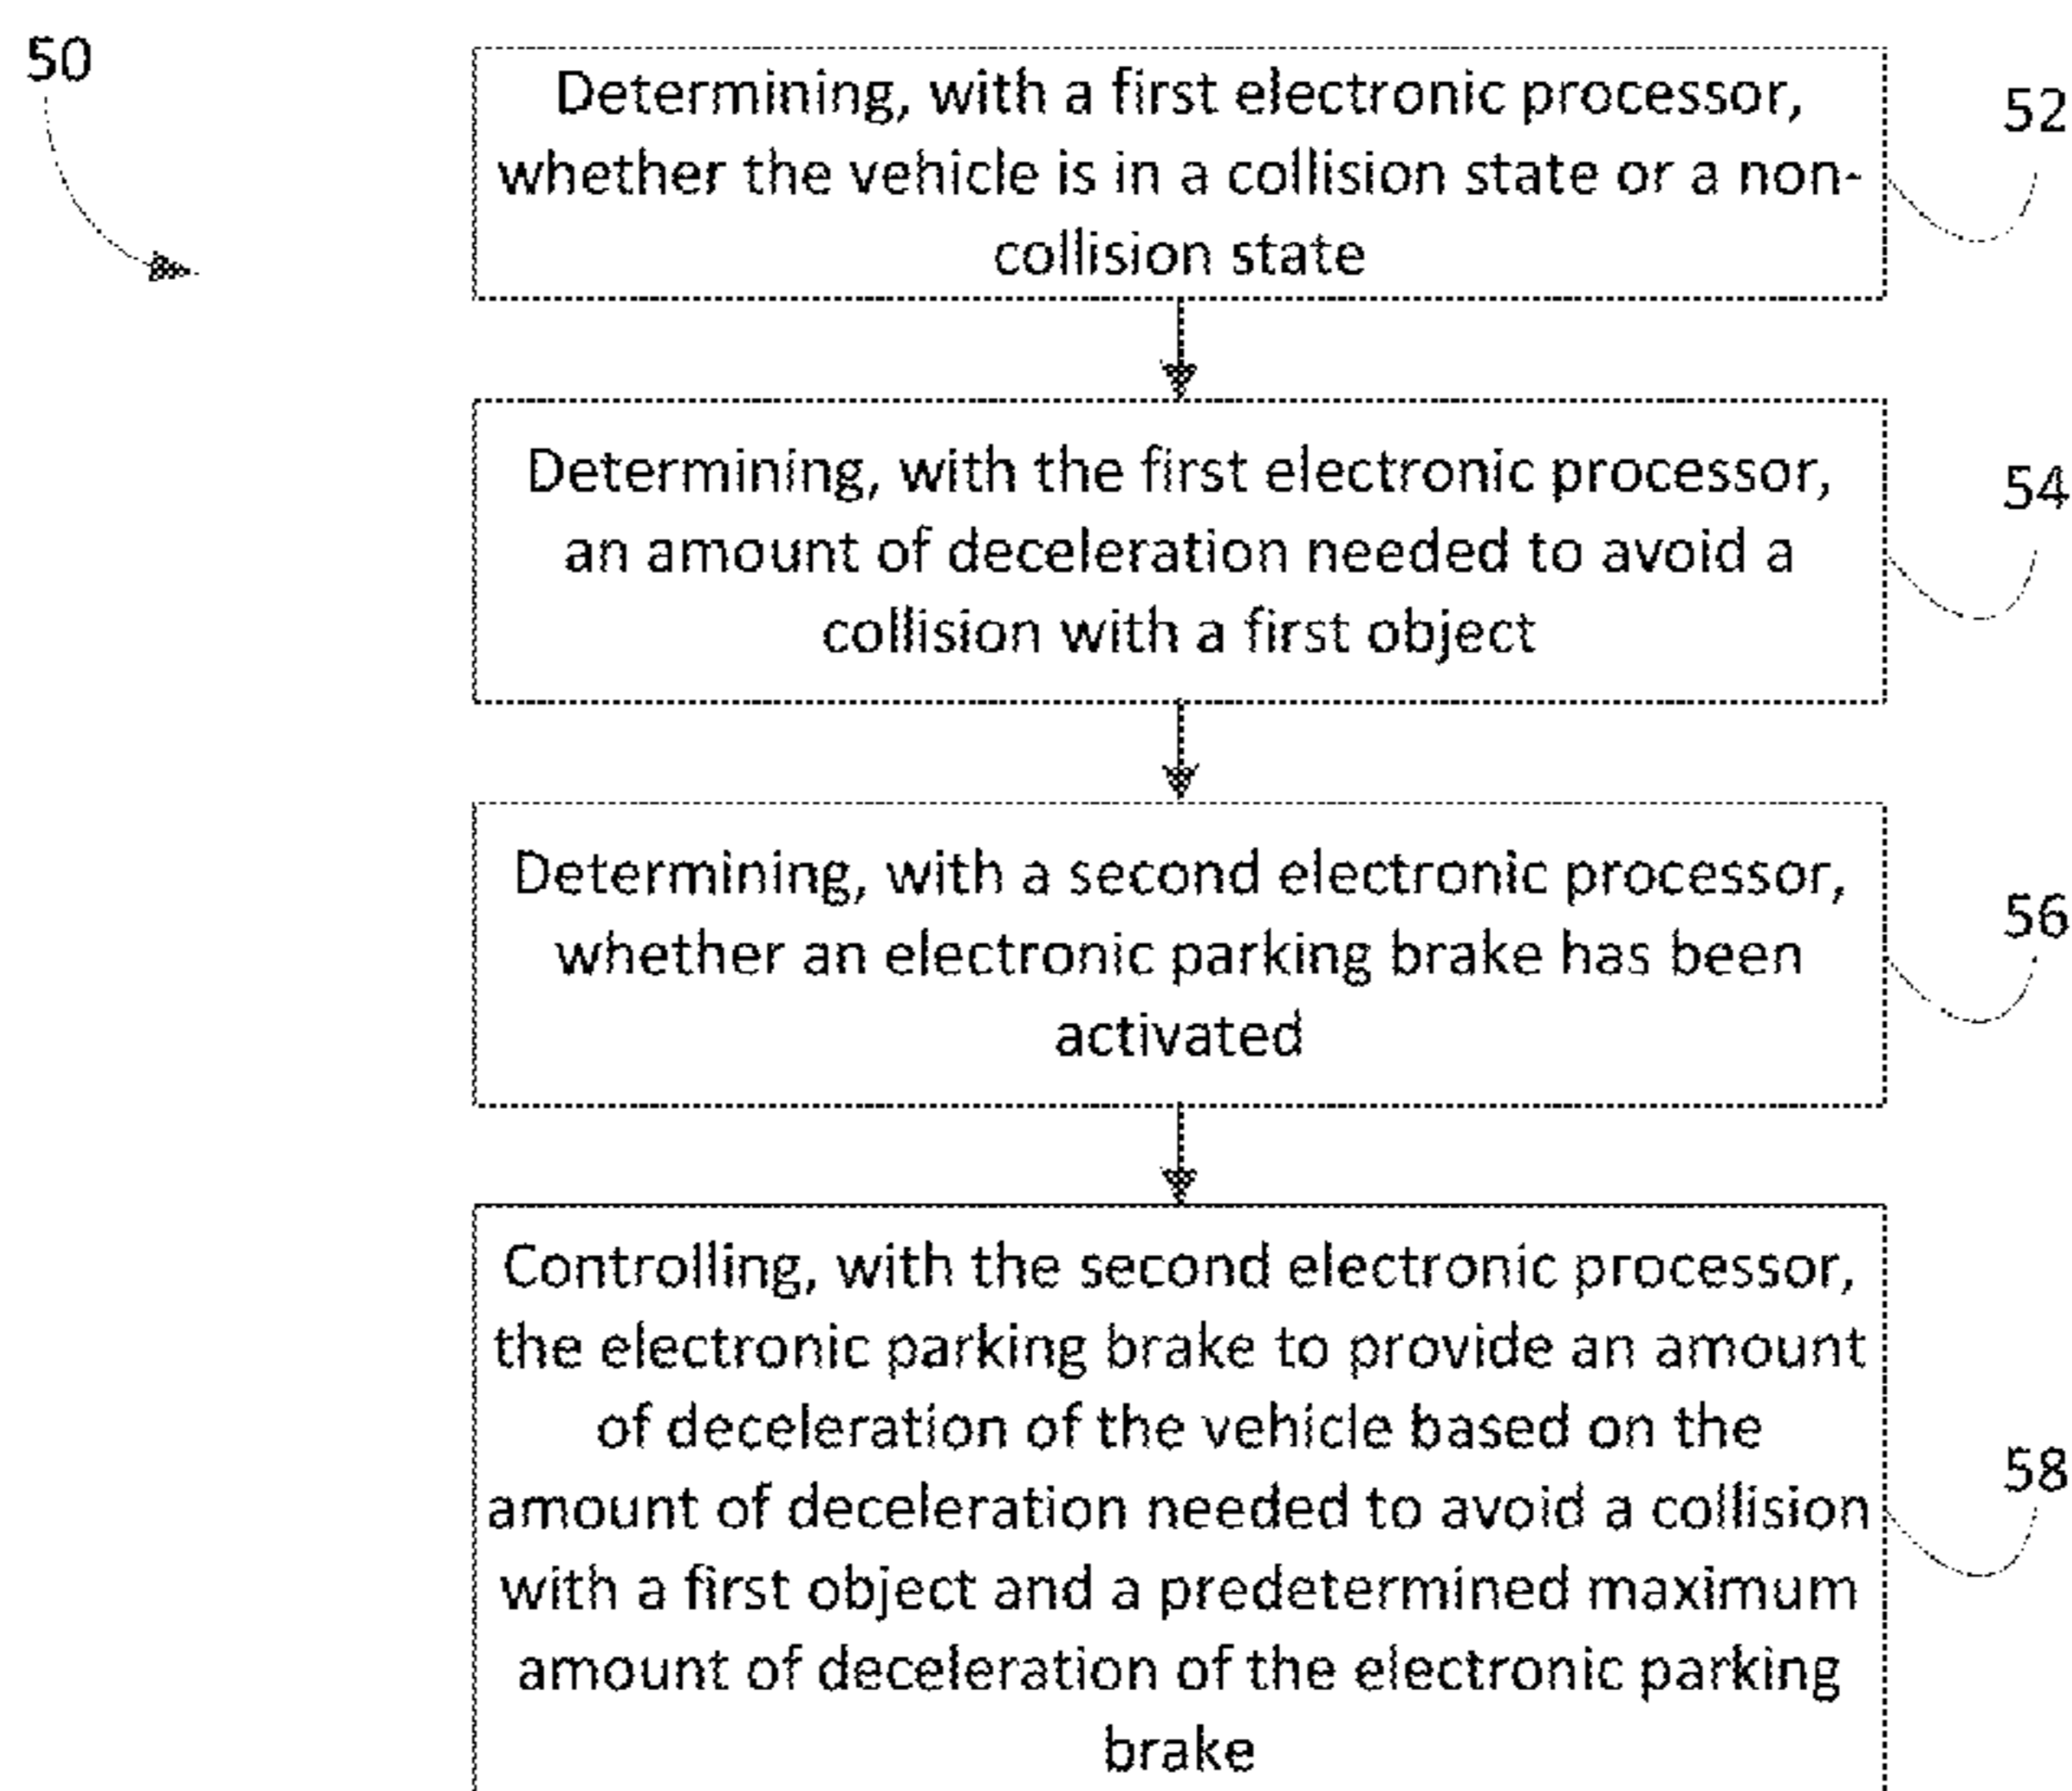 50
Determining, with a first electronic processor,
whether the vehicle is in a collision state or a non-
collision state
52
Determining, with the first electronic processor,
an amount of deceleration needed to avoid a
collision with a first object
54
Determining, with a second electronic processor,
whether an electronic parking brake has been
activated
56
Controlling, with the second electronic processor,
the electronic parking brake to provide an amount
of deceleration of the vehicle based on the
amount of deceleration needed to avoid a collision
with a first object and a predetermined maximum
amount of deceleration of the electronic parking
brake
58